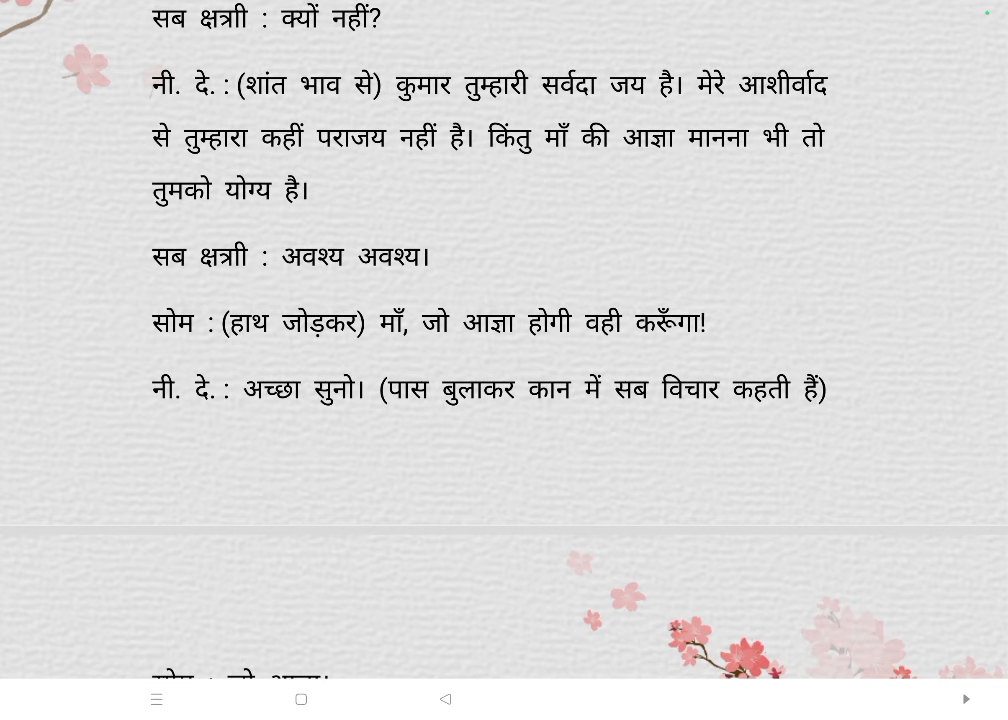 सब क्षत्राी : क्यों नहीं?
नी. दे. : (शांत भाव से) कुमार तुम्हारी सर्वदा जय है। मेरे आशीर्वाद
से तुम्हारा कहीं पराजय नहीं है। किंतु माँ की आज्ञा मानना भी तो
तुमको योग्य है।
सब क्षत्राी : अवश्य अवश्य।
सोम : (हाथ जोड़कर) माँ, जो आज्ञा होगी वही करूँगा!
नी. दे. : अच्छा सुनो। (पास बुलाकर कान में सब विचार कहती हैं)